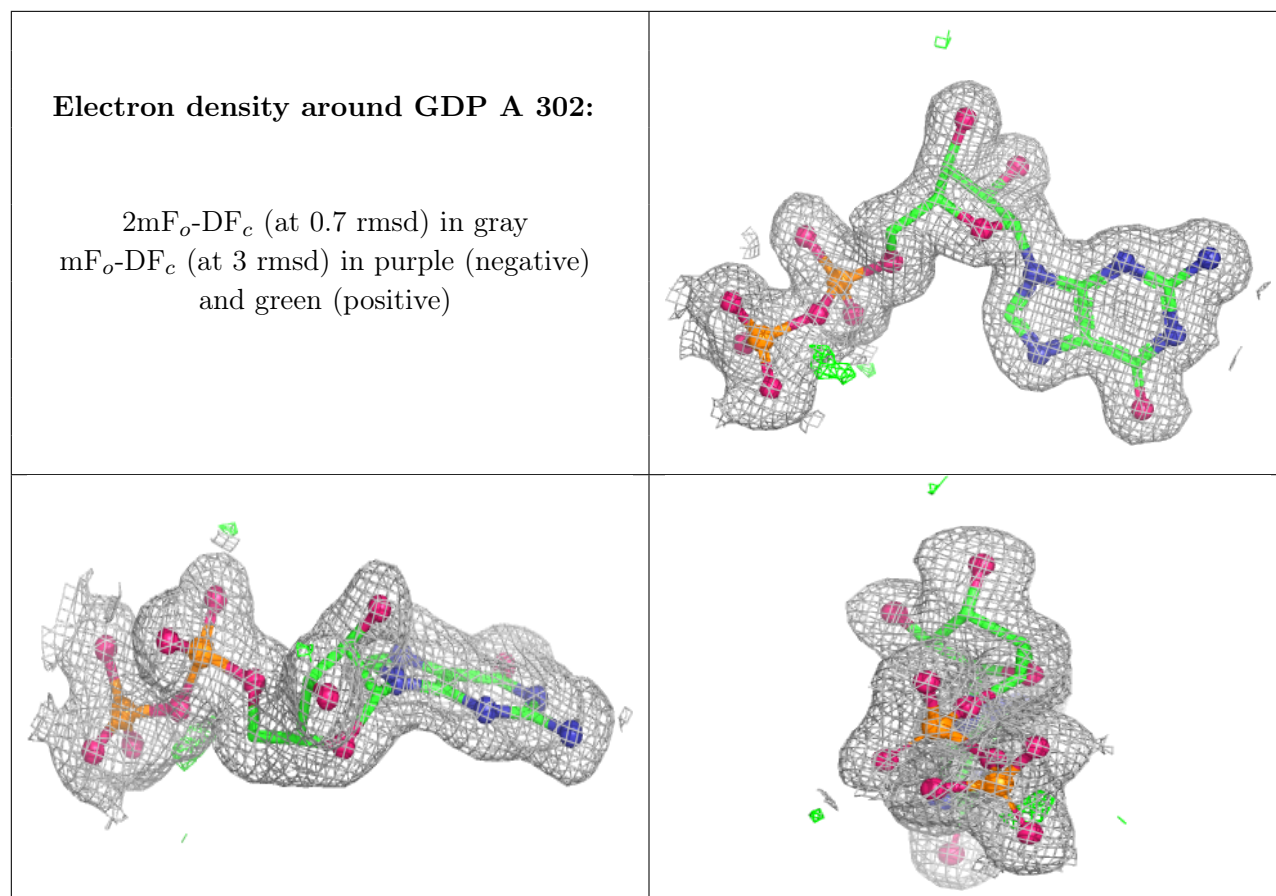 Electron density around GDP A 302:
2mFo-DFc (at 0.7 rmsd) in gray
mFo-DFc (at 3 rmsd) in purple (negative)
and green (positive)